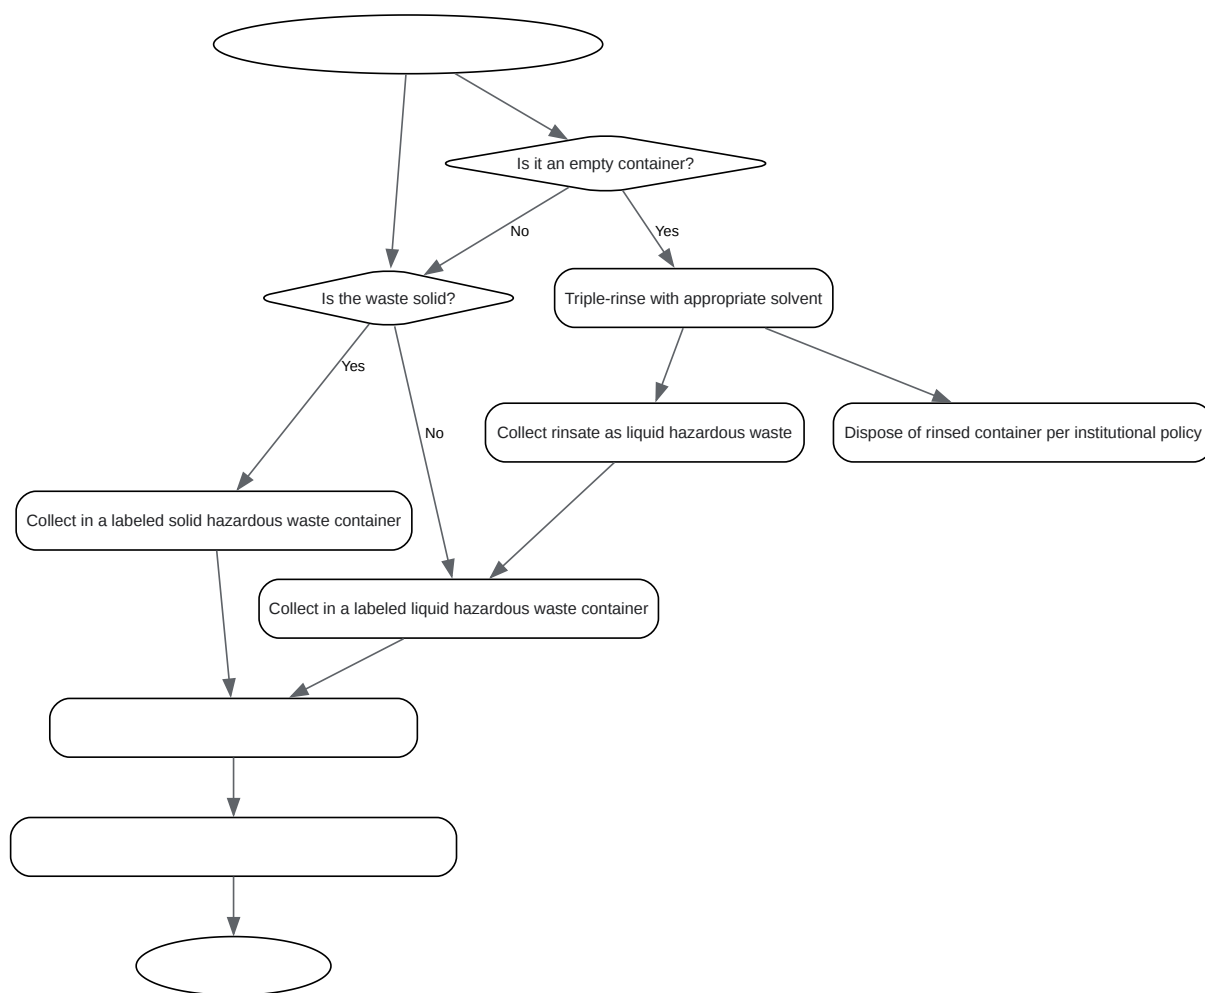 Is it an empty container?
No
Yes
Is the waste solid?
Triple-rinse with appropriate solvent
Yes
No
Collect rinsate as liquid hazardous waste
Dispose of rinsed container per institutional policy
Collect in a labeled solid hazardous waste container
Collect in a labeled liquid hazardous waste container